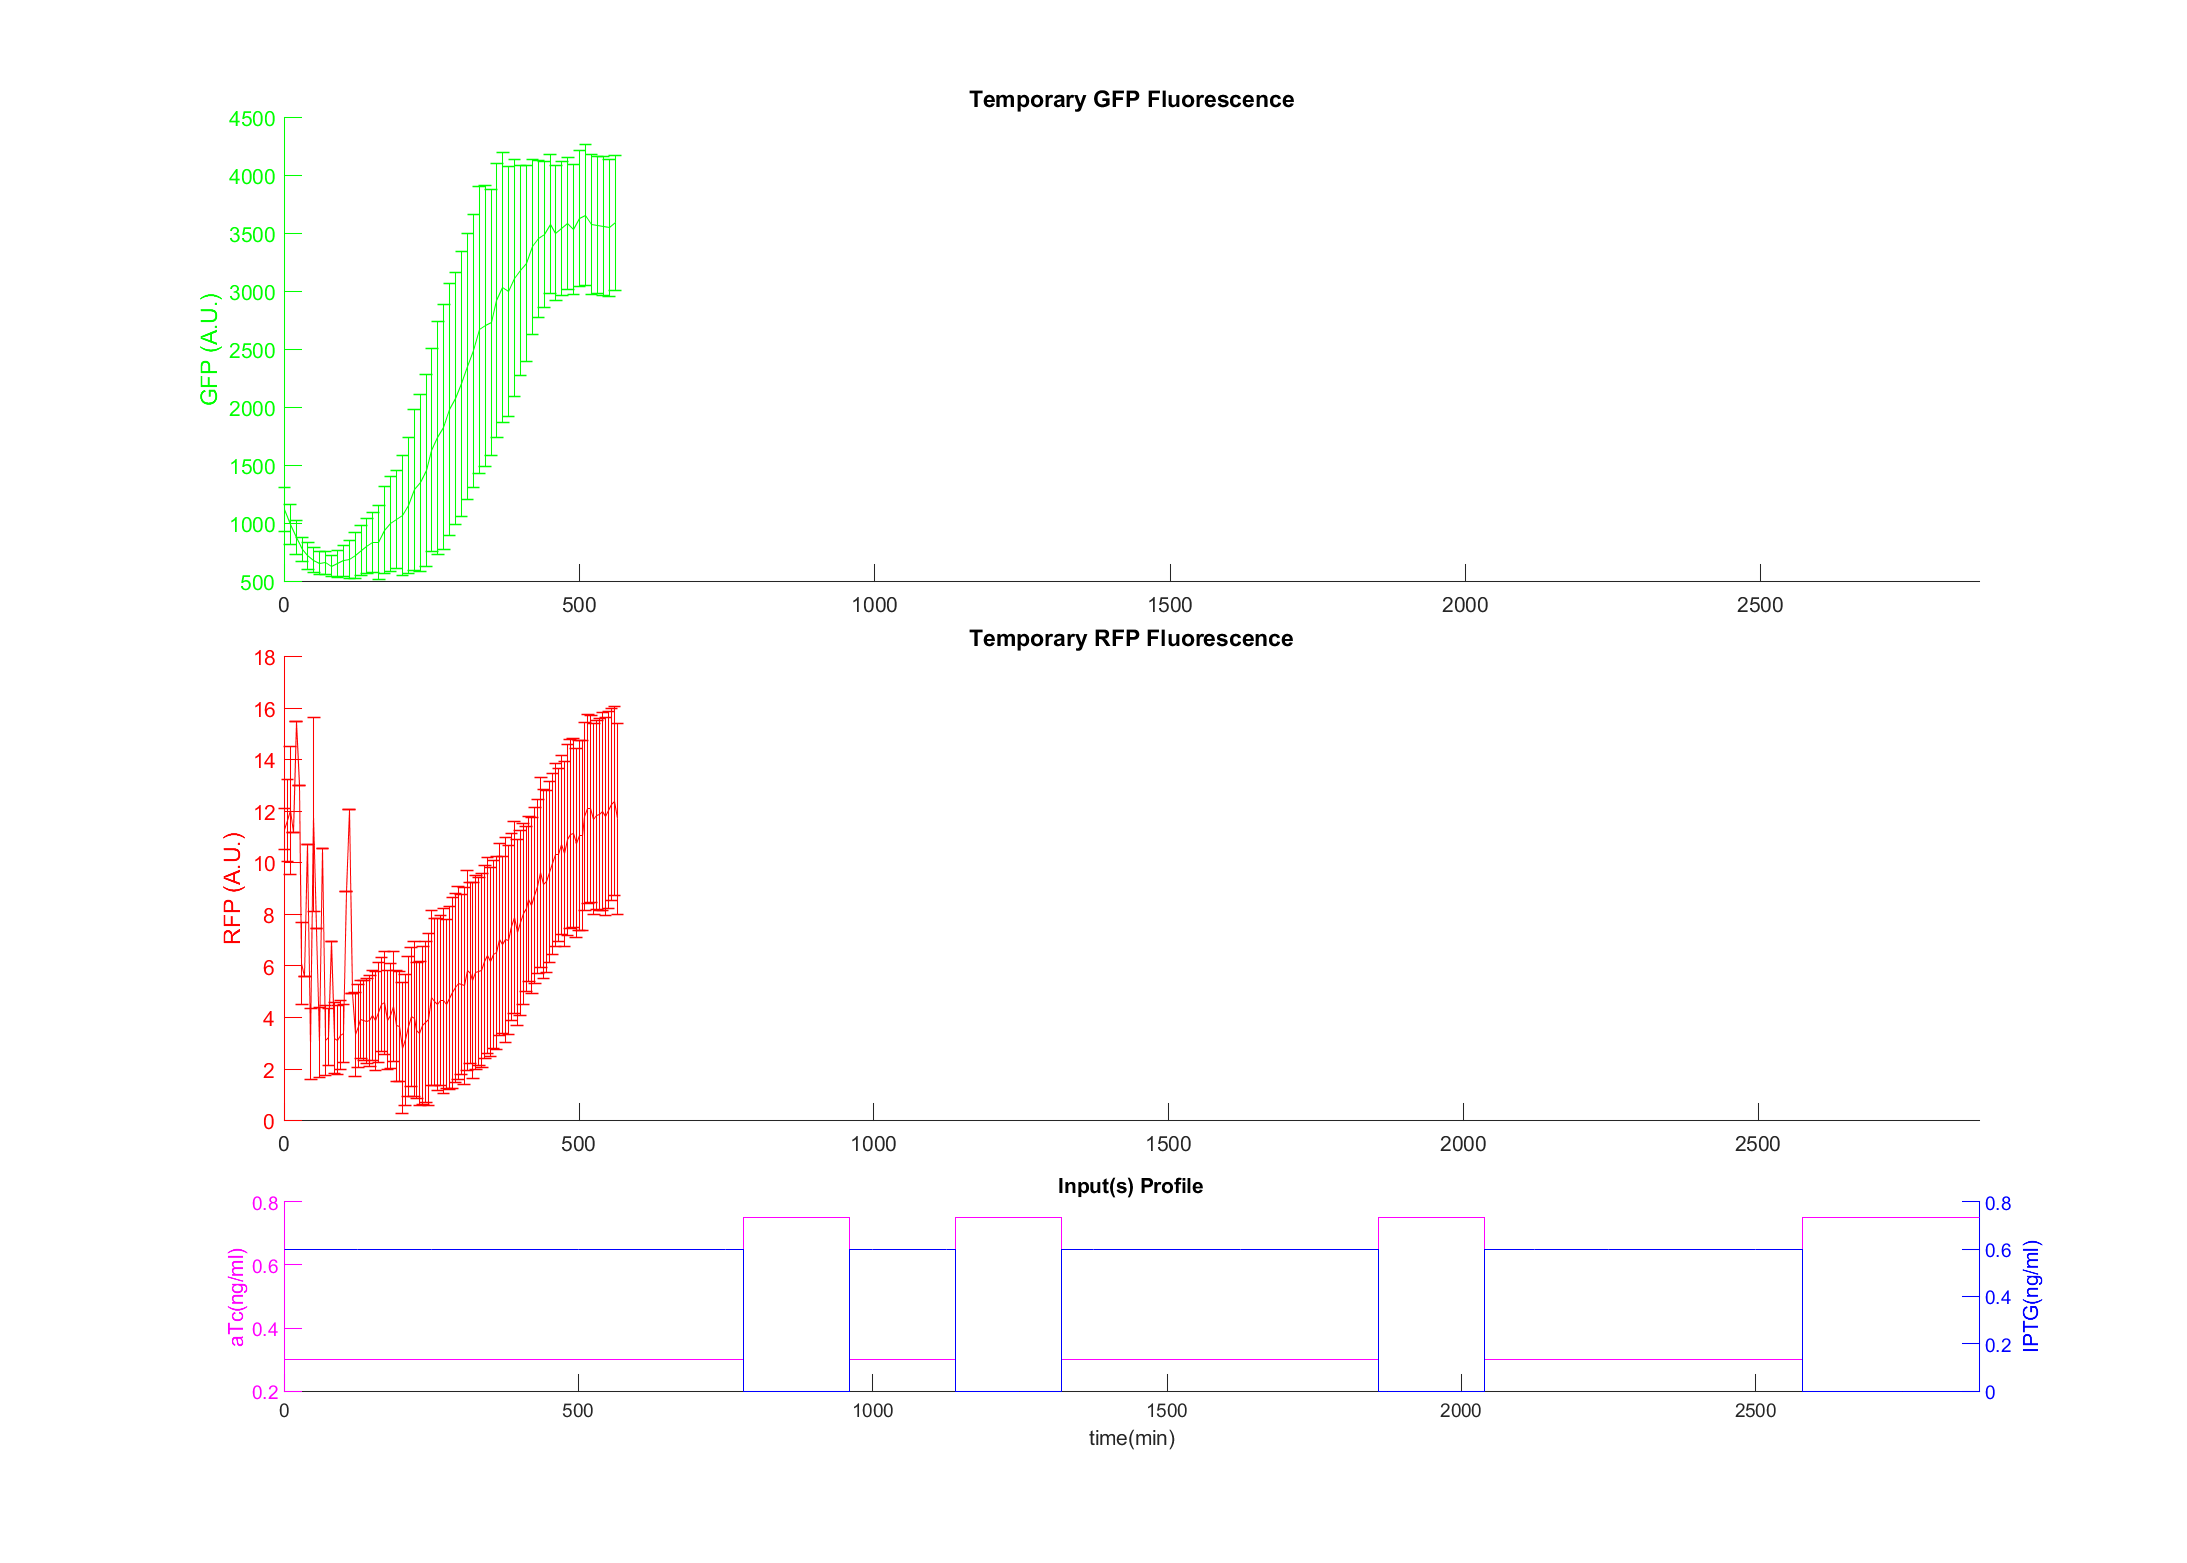 Temporary GFP Fluorescence
4500
4000
3500
3000
2500
2000
1500
1000
500
GFP (A.U.)
0 500 1000 1500 2000 2500
Temporary RFP Fluorescence
18
16
14
12
10
8
6
4
2
0
RFP (A.U.)
0 500 1000 1500 2000 2500
Input(s) Profile
0.8
0.6
0.4
0.2
aTc(ng/ml)
0.8
0.6
0.4
0.2
0
IPTG(ng/ml)
0 500 1000 1500 2000 2500
time(min)